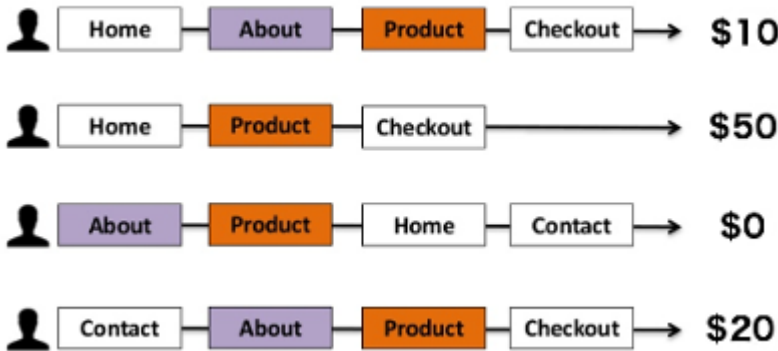 Home About Product Checkout $10
Home Product Checkout $50
About Product Home Contact $0
Contact About Product Checkout $20